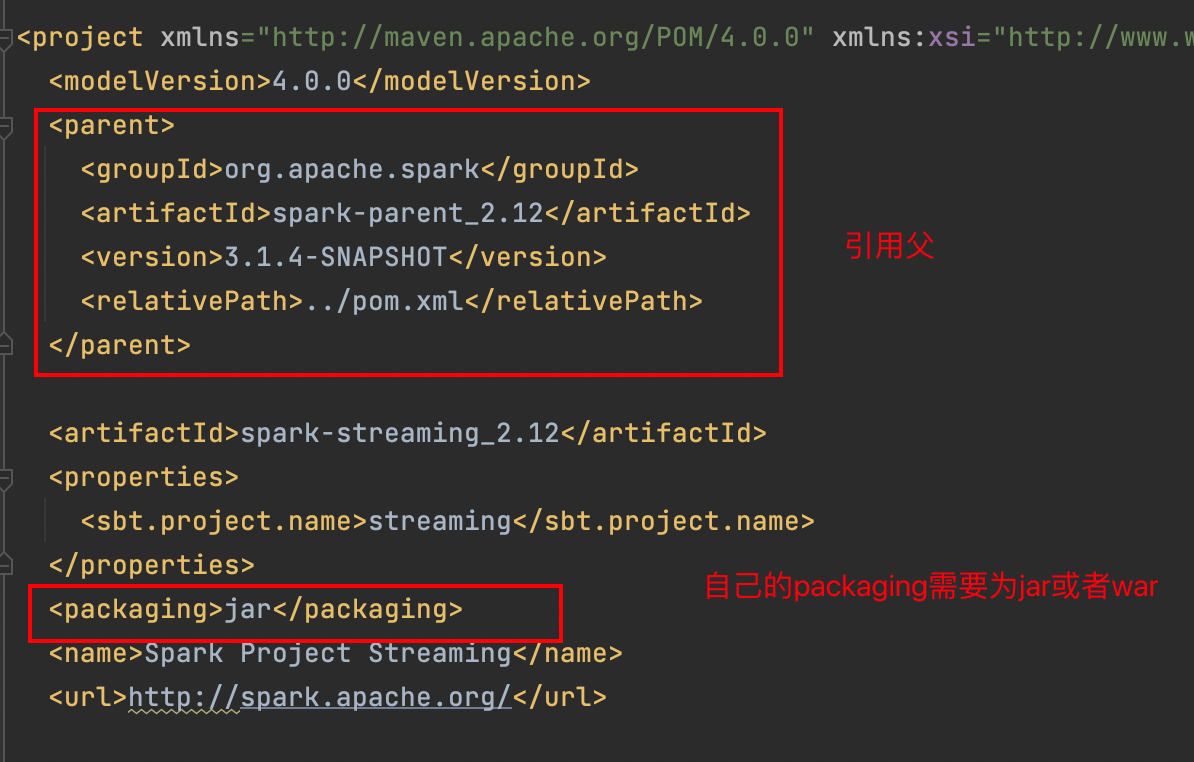 <project xmlns="http://maven.apache.org/POM/4.0.0" xmlns:xsi="http://www.w
<modelVersion>4.0.0</modelVersion>
<parent>
<groupId>org.apache.spark</groupId>
<artifactId>spark-parent_2.12</artifactId>
<version>3.1.4-SNAPSHOT</version>
引用父
<relativePath>../pom.xml</relativePath>
</parent>
<artifactId>spark-streaming_2.12</artifactId>
<properties>
<sbt.project.name>streaming</sbt.project.name>
</properties>
自己的packaging需要为jar或者war
<packaging>jar</packaging>
<name>Spark Project Streaming</name>
<url>http://spark.apache.org/</url>